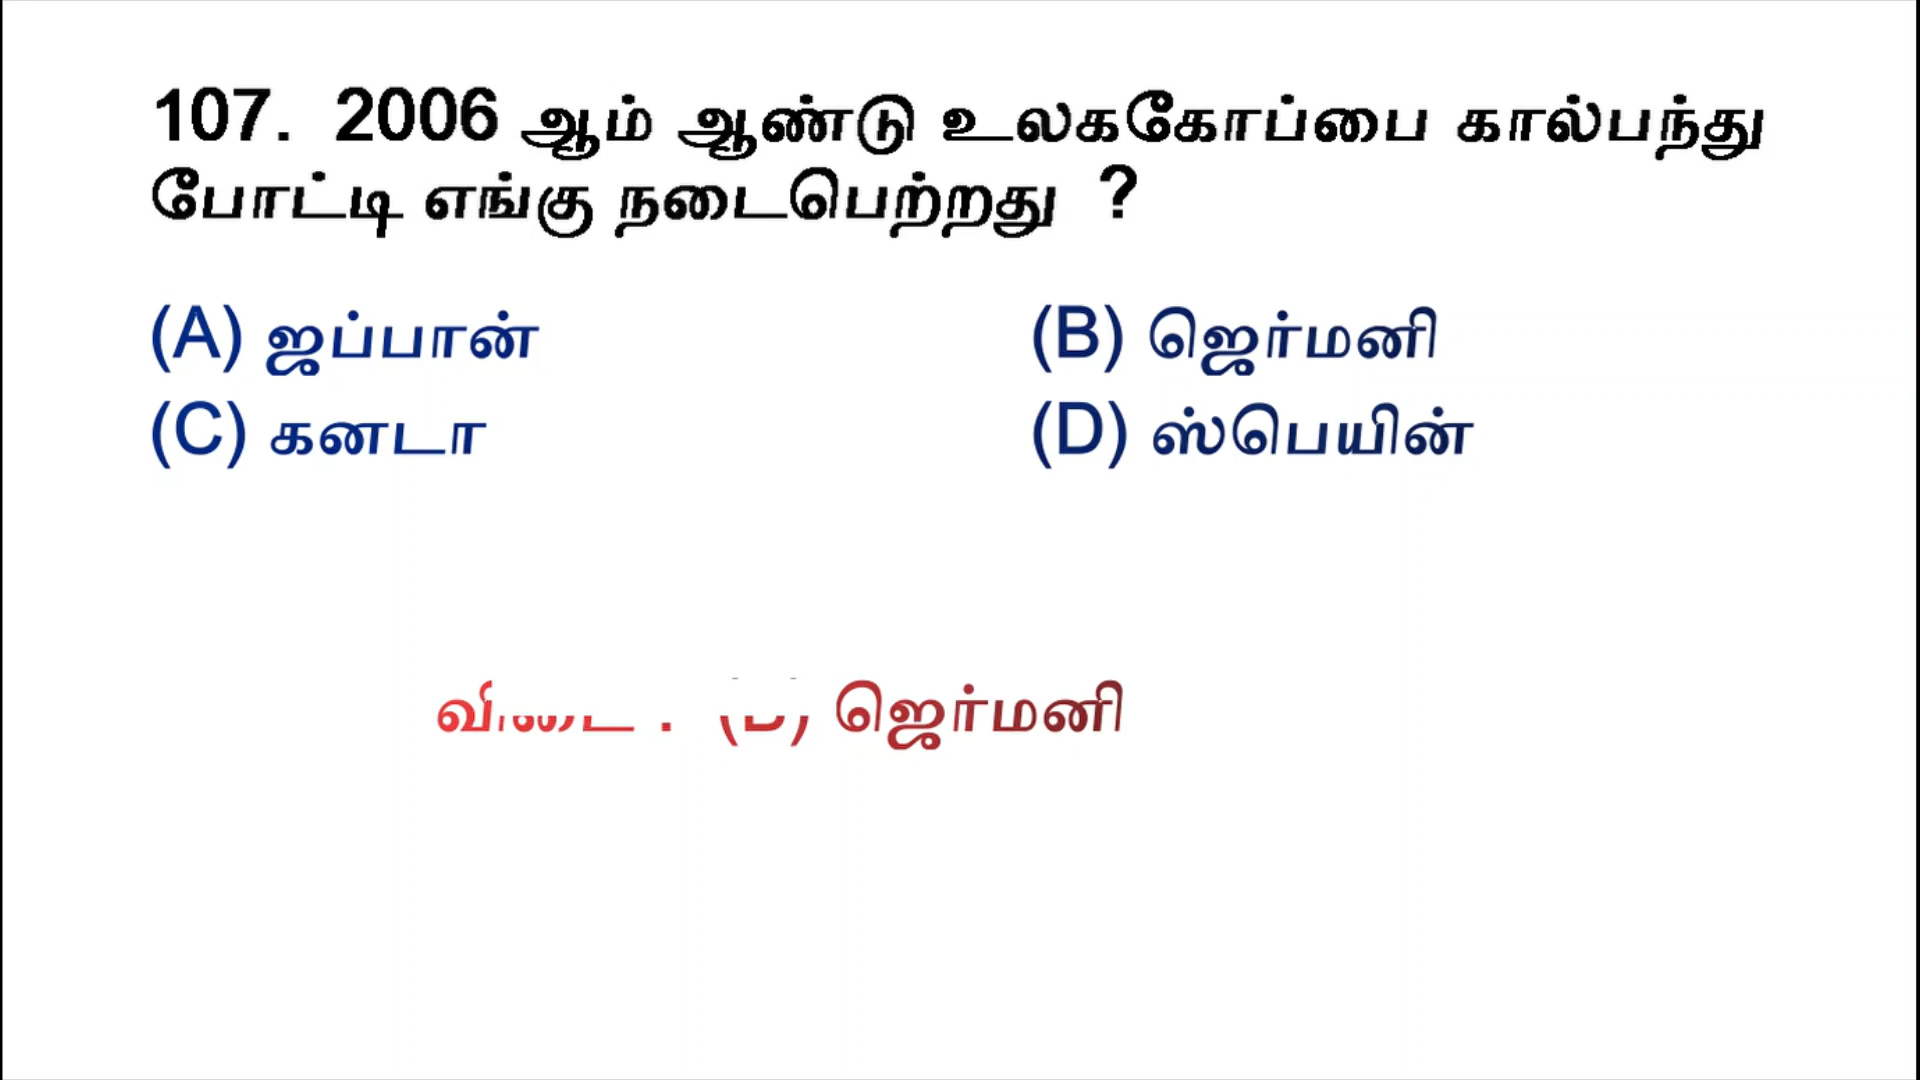 107. 2006 ஆம் ஆண்டு உலககோப்பை கால்பந்து
போட்டி எங்கு நடைபெற்றது ?
(A) ஜப்பான் (B) ஜெர்மனி
(C) கனடா (D) ஸ்பெயின்
விடை : (B) ஜெர்மனி